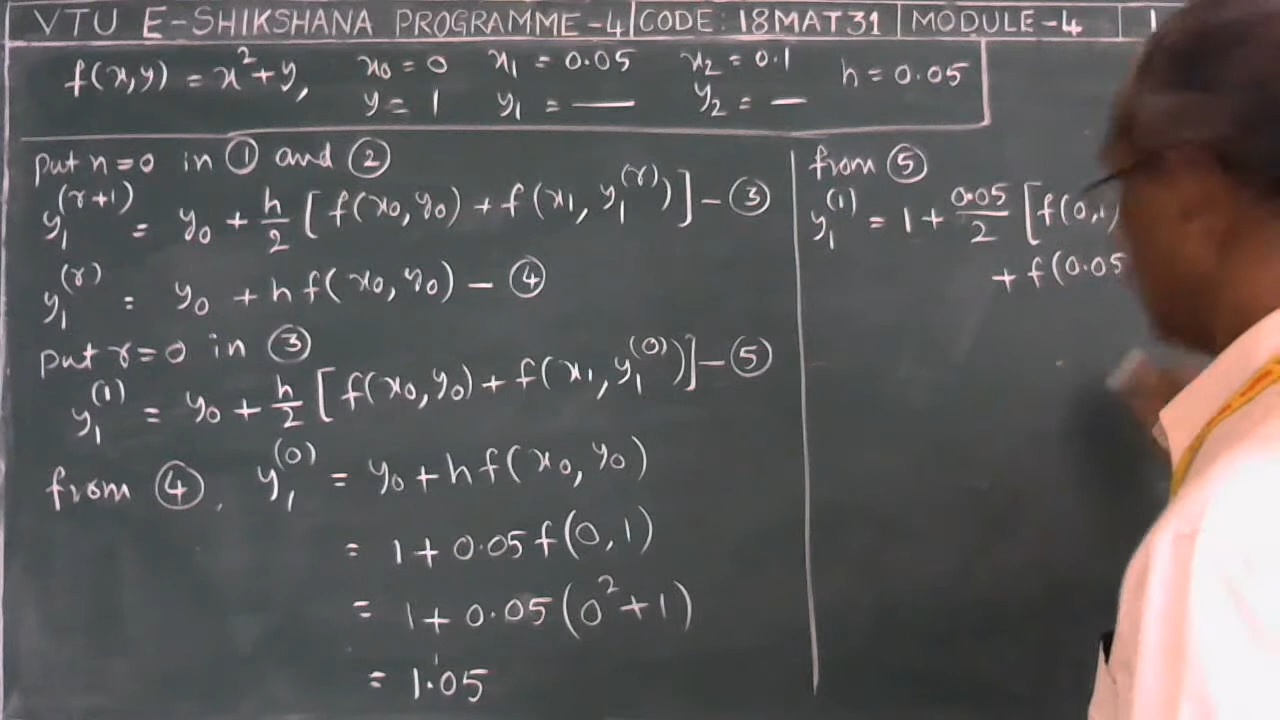 VTU E-SHIKSHANA PROGRAMME-4 | CODE: 18MAT31 | MODULE-4 | 1
f(x,y) = x²+y, x₀ = 0 x₁ = 0.05 x₂ = 0.1 h = 0.05
y = 1 y₁ = — y₂ = —
put n=0 in ① and ②
y₁^(r+1) = y₀ + h/2 [f(x₀,y₀) + f(x₁, y₁^(r))] - ③
y₁^(r) = y₀ + h f(x₀, y₀) - ④
put r=0 in ③
y₁^(1) = y₀ + h/2 [f(x₀,y₀) + f(x₁, y₁^(0))] - ⑤
from ④, y₁^(0) = y₀ + h f(x₀, y₀)
= 1 + 0.05 f(0,1)
= 1 + 0.05 (0²+1)
= 1.05
from ⑤
y₁^(1) = 1 + 0.05/2 [f(0,1)
+ f(0.05